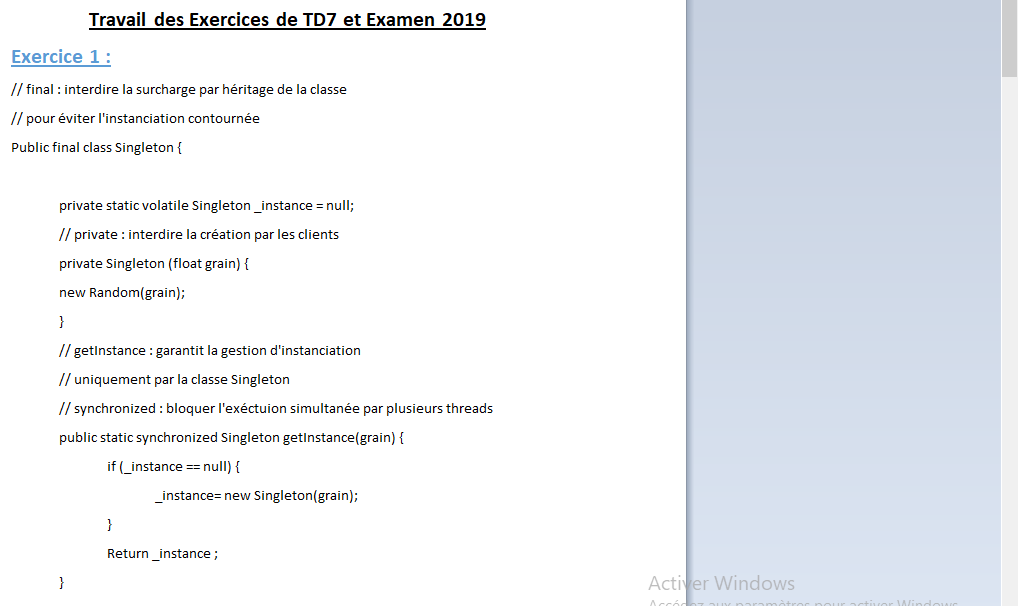 Travail des Exercices de TD7 et Examen 2019
Exercice 1 :
// final : interdire la surcharge par héritage de la classe
// pour éviter l'instanciation contournée
Public final class Singleton {
private static volatile Singleton _instance = null;
// private : interdire la création par les clients
private Singleton (float grain) {
new Random(grain);
}
// getInstance : garantit la gestion d'instanciation
// uniquement par la classe Singleton
// synchronized : bloquer l'exéctuion simultanée par plusieurs threads
public static synchronized Singleton getInstance(grain) {
if (_instance == null) {
_instance= new Singleton(grain);
}
Return _instance ;
}
Activer Windows
Accédez aux paramètres pour activer Windows.